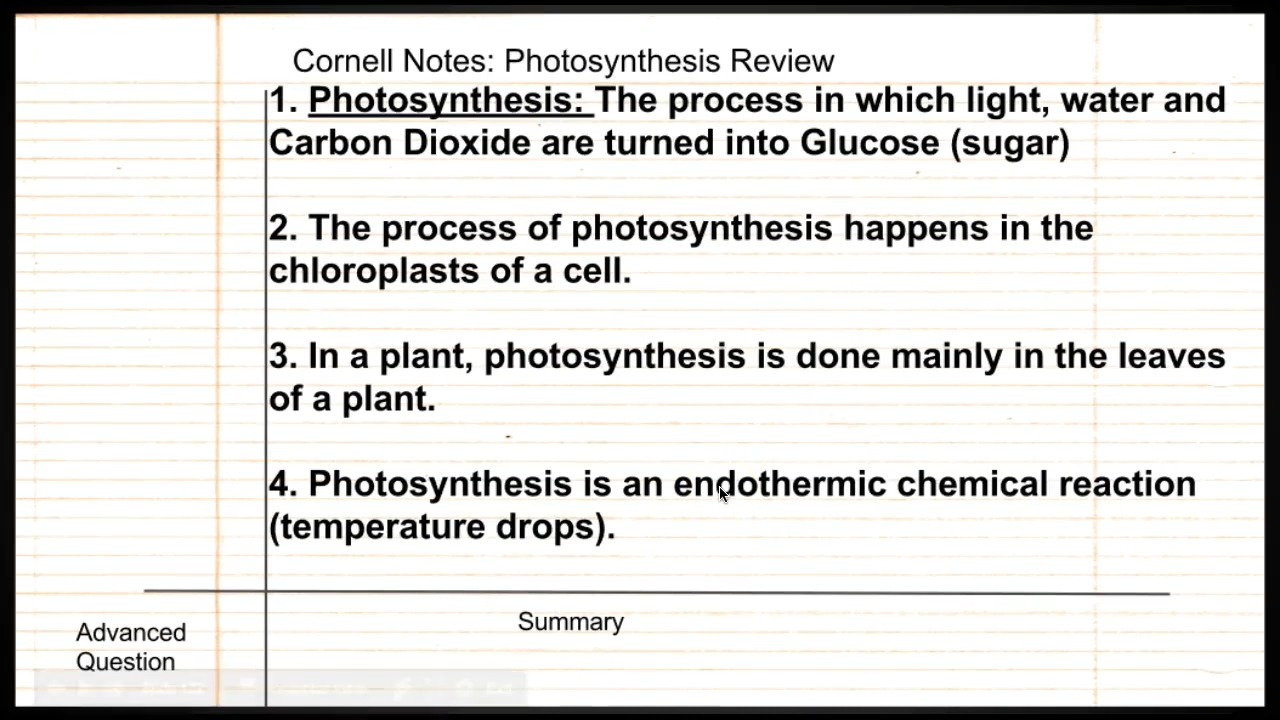 Cornell Notes: Photosynthesis Review
1. Photosynthesis: The process in which light, water and
Carbon Dioxide are turned into Glucose (sugar)
2. The process of photosynthesis happens in the
chloroplasts of a cell.
3. In a plant, photosynthesis is done mainly in the leaves
of a plant.
4. Photosynthesis is an endothermic chemical reaction
(temperature drops).
Summary
Advanced
Question